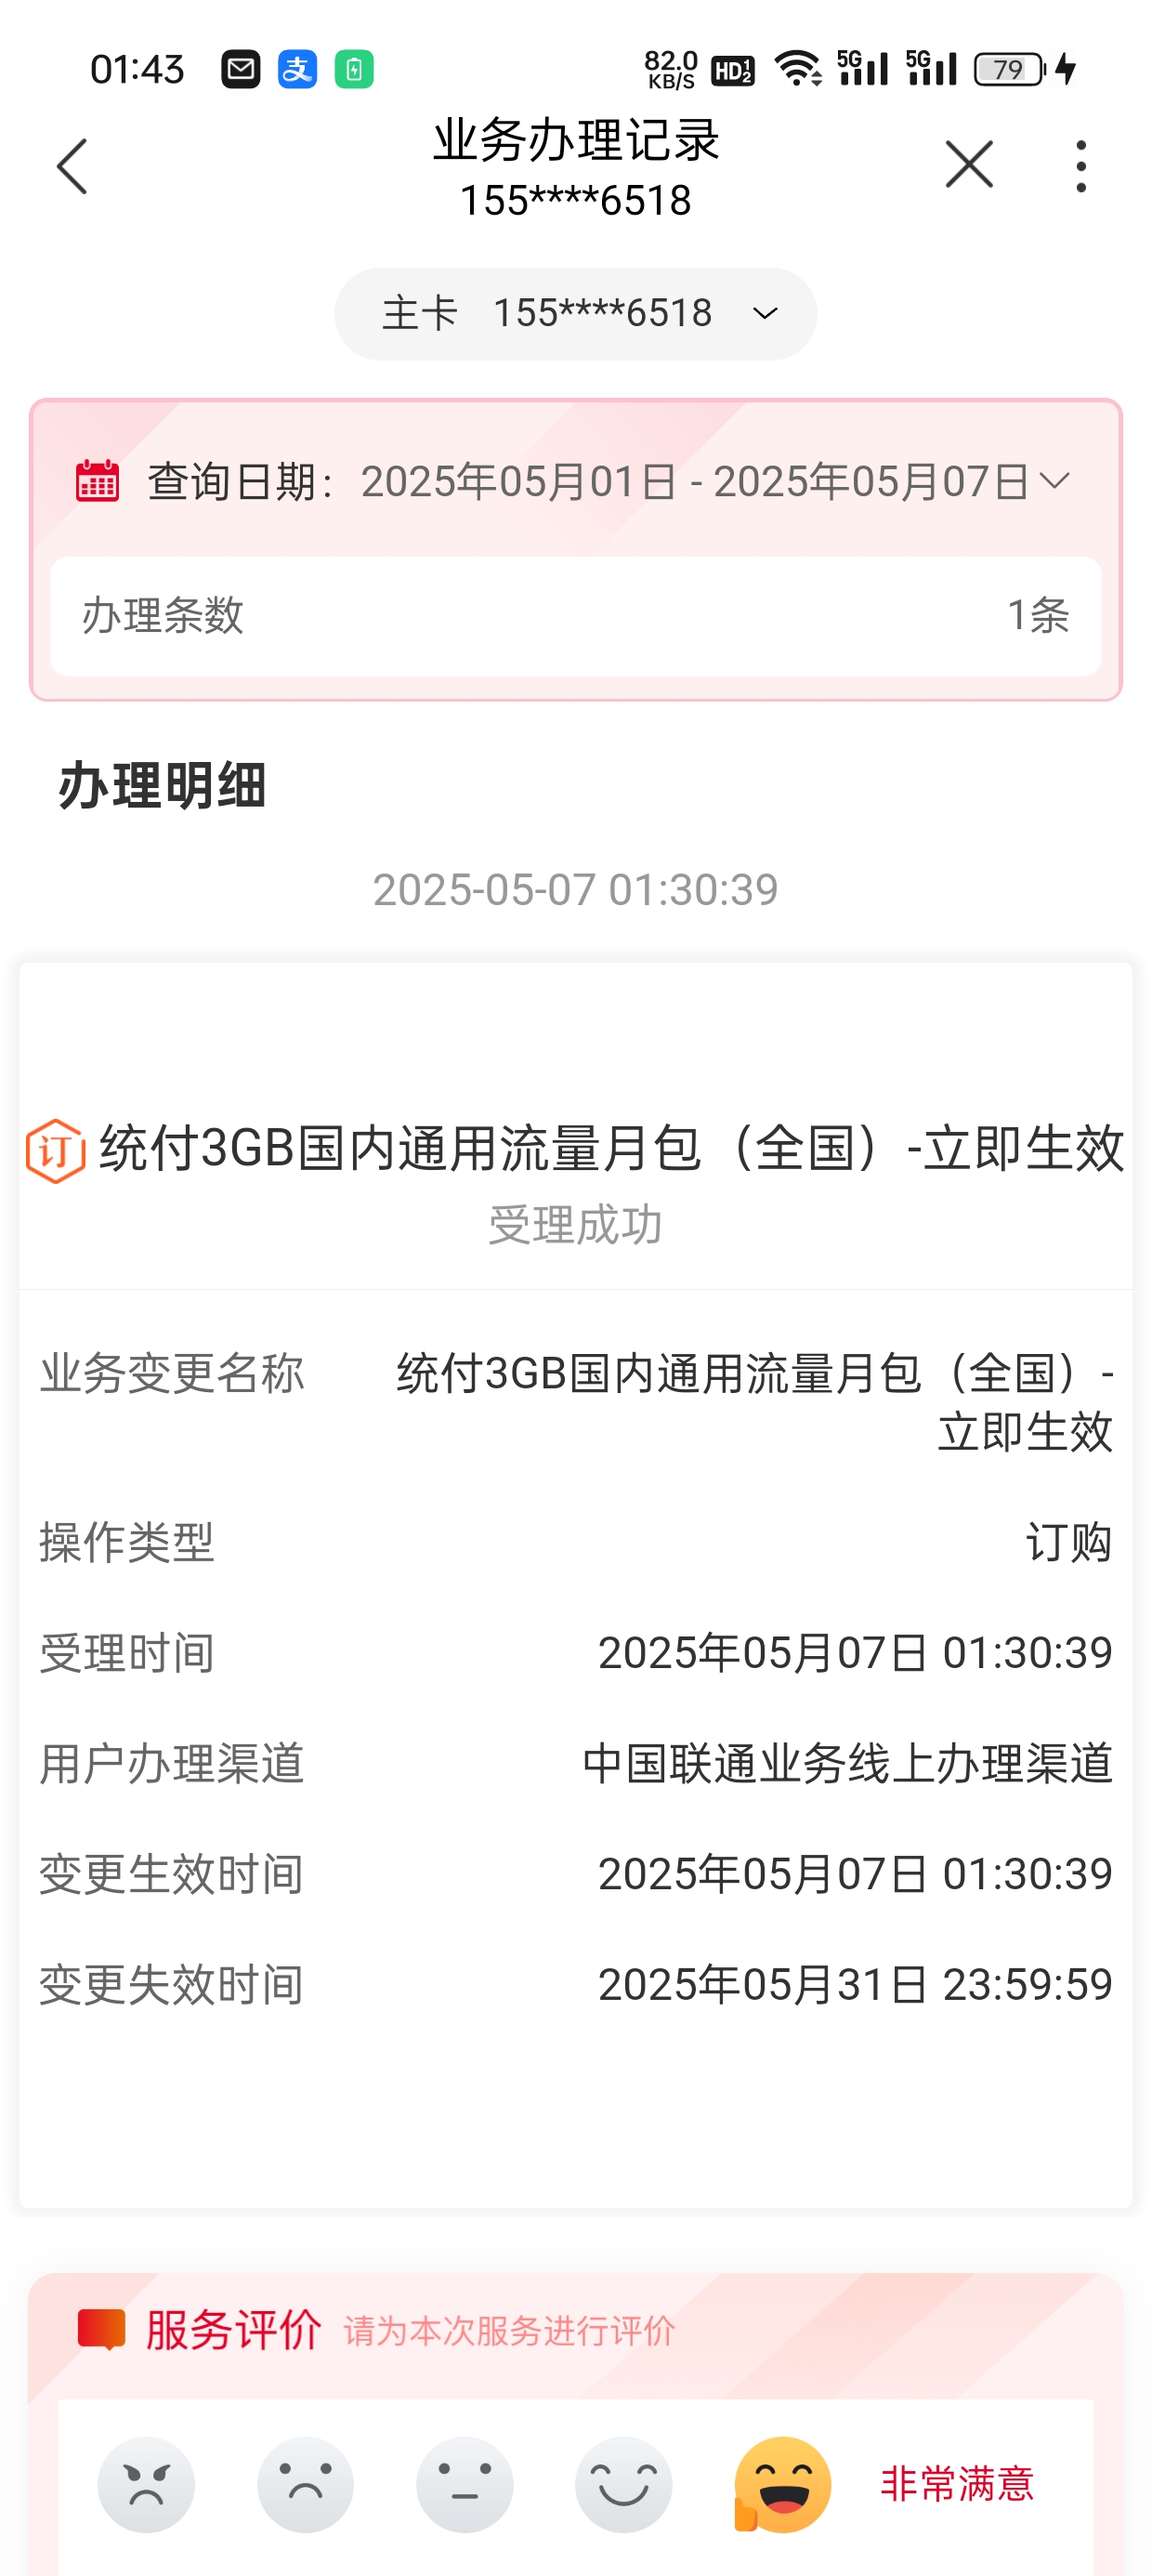 01:43 支 82.0 KB/S HD 1 2 5G 5G 79
业务办理记录
155****6518
主卡 155****6518
查询日期： 2025年05月01日 - 2025年05月07日
办理条数 1条
办理明细
2025-05-07 01:30:39
订 统付3GB国内通用流量月包（全国）-立即生效
受理成功
业务变更名称 统付3GB国内通用流量月包（全国）-
立即生效
操作类型 订购
受理时间 2025年05月07日 01:30:39
用户办理渠道 中国联通业务线上办理渠道
变更生效时间 2025年05月07日 01:30:39
变更失效时间 2025年05月31日 23:59:59
服务评价 请为本次服务进行评价
非常满意